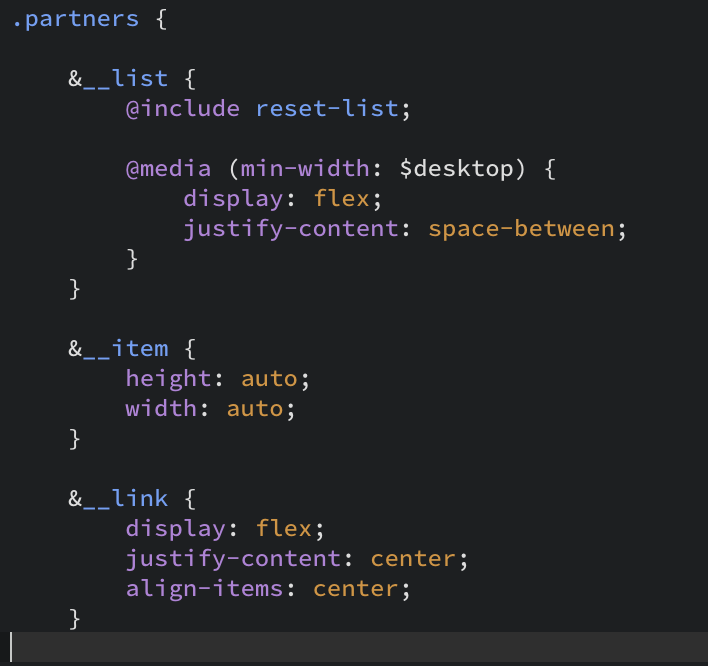 .partners {

    &__list {
        @include reset-list;

        @media (min-width: $desktop) {
            display: flex;
            justify-content: space-between;
        }
    }

    &__item {
        height: auto;
        width: auto;
    }

    &__link {
        display: flex;
        justify-content: center;
        align-items: center;
    }